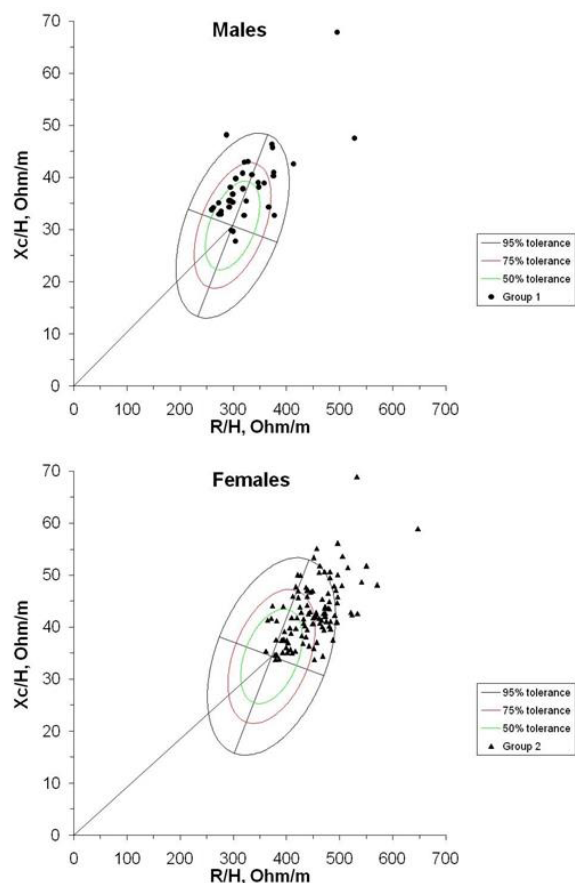 Males
70
60
50
40
30
20
10
0
Xc/H, Ohm/m
0 100 200 300 400 500 600 700
R/H, Ohm/m
95% tolerance
75% tolerance
50% tolerance
Group 1
Females
70
60
50
40
30
20
10
0
Xc/H, Ohm/m
0 100 200 300 400 500 600 700
R/H, Ohm/m
95% tolerance
75% tolerance
50% tolerance
Group 2